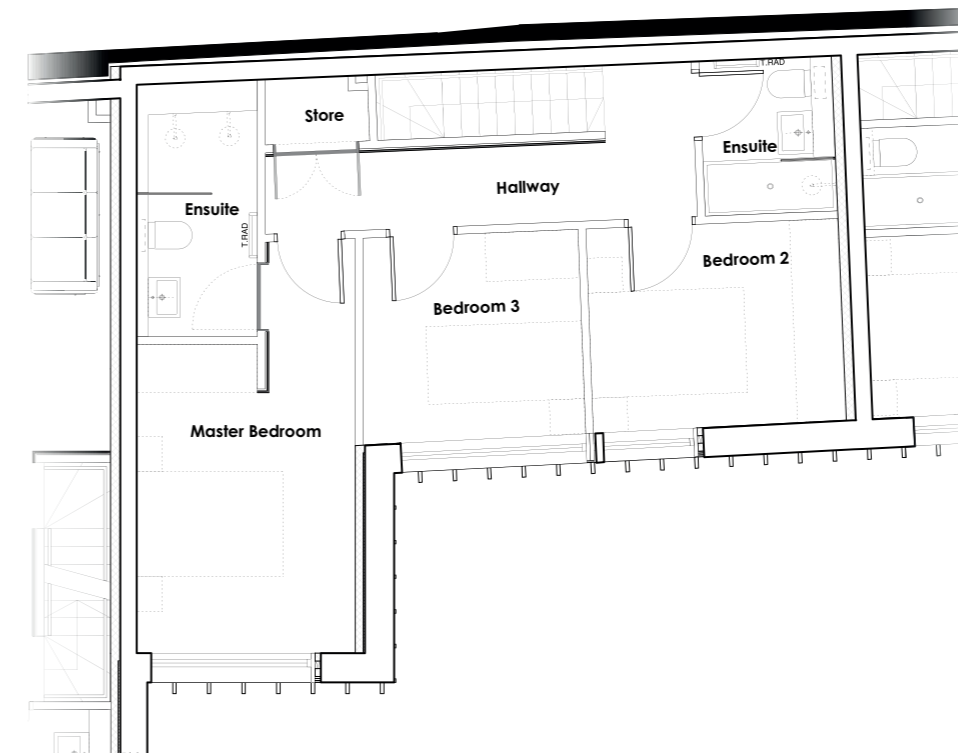 T.RAD
Store
Ensuite
Hallway
Ensuite
T.RAD
Bedroom 2
Bedroom 3
Master Bedroom